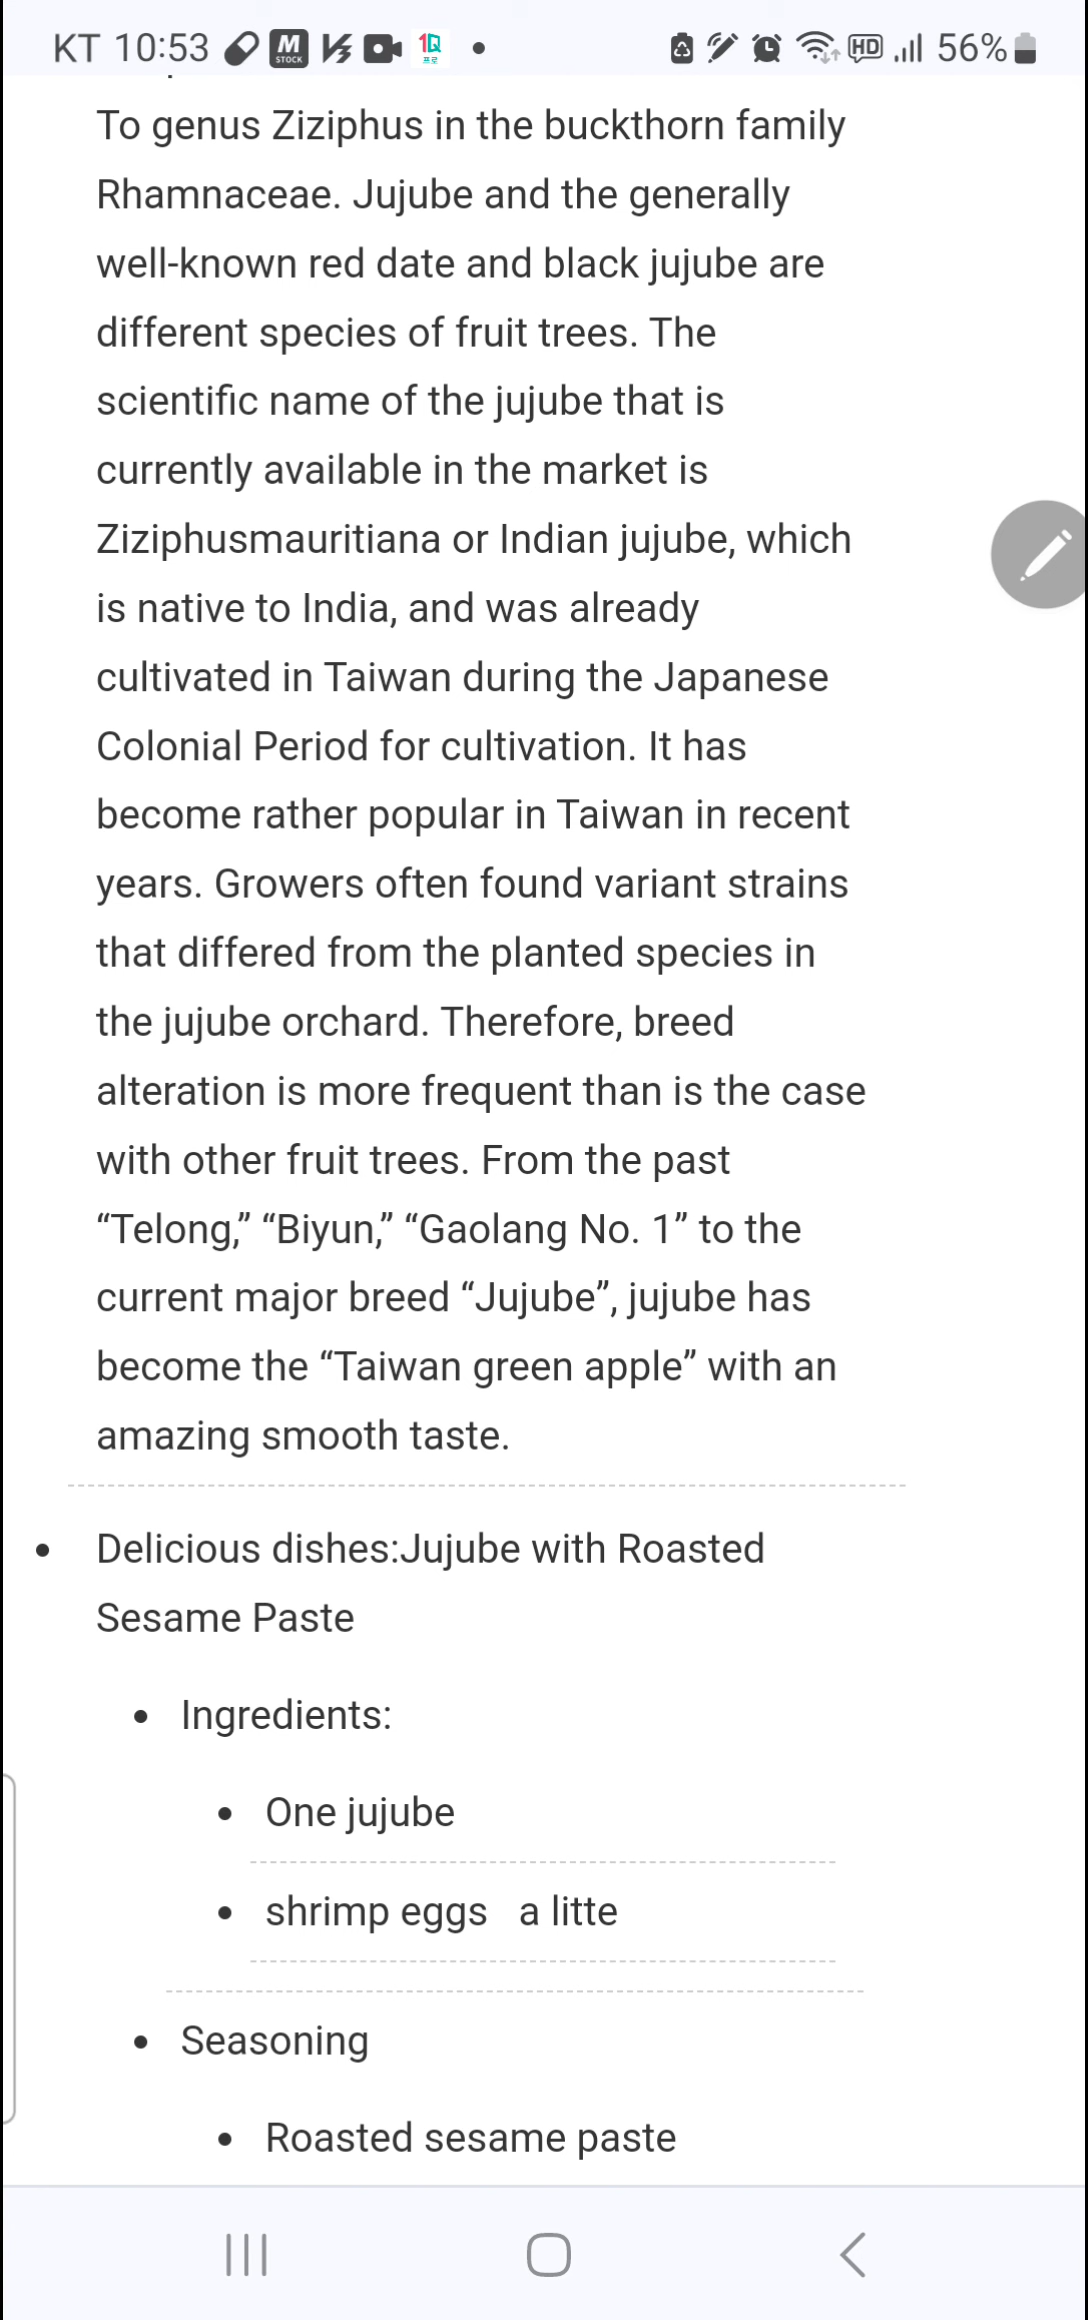 KT 10:53 M STOCK 1Q 프로 HD 56%
To genus Ziziphus in the buckthorn family
Rhamnaceae. Jujube and the generally
well-known red date and black jujube are
different species of fruit trees. The
scientific name of the jujube that is
currently available in the market is
Ziziphusmauritiana or Indian jujube, which
is native to India, and was already
cultivated in Taiwan during the Japanese
Colonial Period for cultivation. It has
become rather popular in Taiwan in recent
years. Growers often found variant strains
that differed from the planted species in
the jujube orchard. Therefore, breed
alteration is more frequent than is the case
with other fruit trees. From the past
“Telong,” “Biyun,” “Gaolang No. 1” to the
current major breed “Jujube”, jujube has
become the “Taiwan green apple” with an
amazing smooth taste.
• Delicious dishes:Jujube with Roasted
Sesame Paste
• Ingredients:
• One jujube
• shrimp eggs a litte
• Seasoning
• Roasted sesame paste